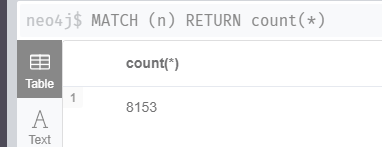 neo4j$ MATCH (n) RETURN count(*)
count(*)
Table
1
8153
A
Text